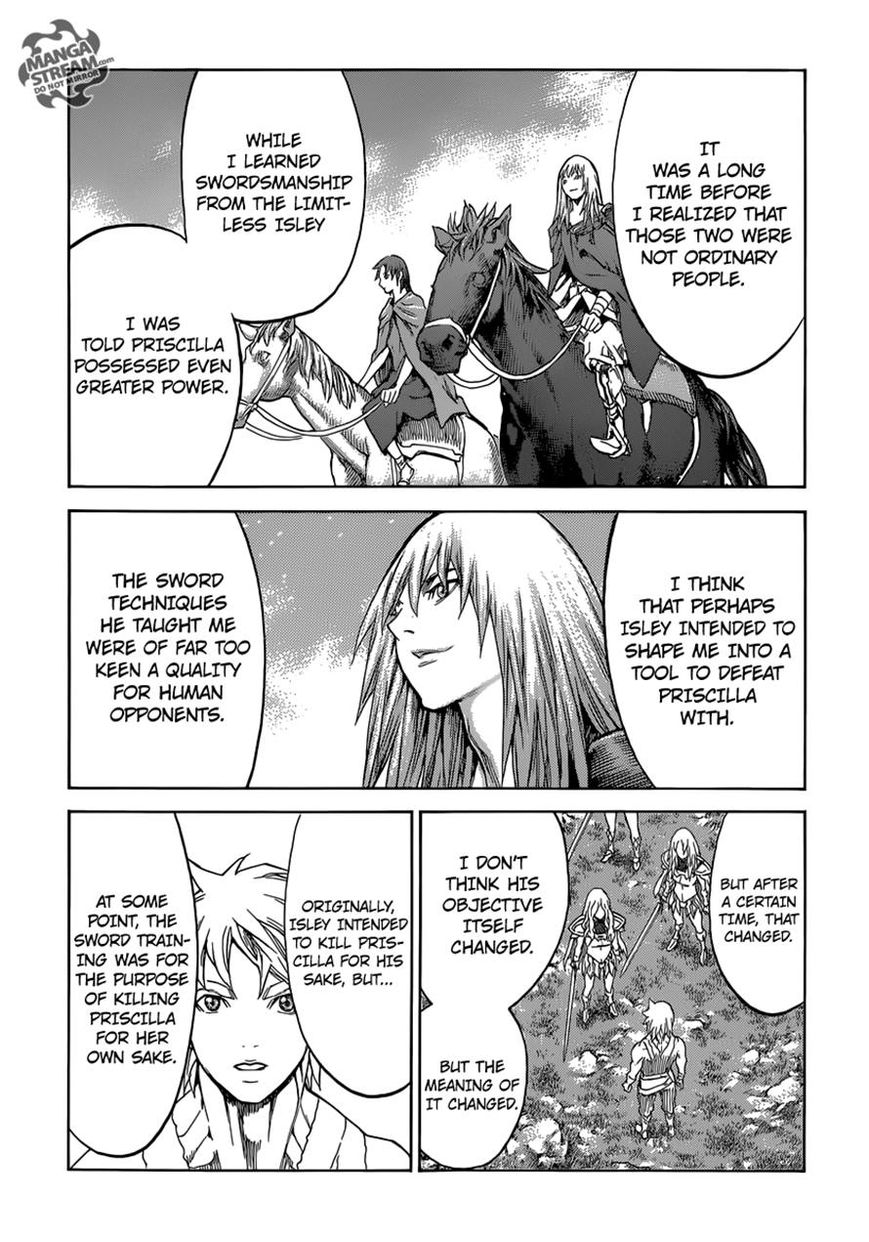 MANGA
STREAM.com
DO NOT MIRROR
IT
WAS A LONG
TIME BEFORE
I REALIZED THAT
THOSE TWO WERE
NOT ORDINARY
PEOPLE.
WHILE
I LEARNED
SWORDSMANSHIP
FROM THE LIMIT-
LESS ISLEY
I WAS
TOLD PRISCILLA
POSSESSED EVEN
GREATER POWER.
I THINK
THAT PERHAPS
ISLEY INTENDED TO
SHAPE ME INTO A
TOOL TO DEFEAT
PRISCILLA
WITH.
THE SWORD
TECHNIQUES
HE TAUGHT ME
WERE OF FAR TOO
KEEN A QUALITY
FOR HUMAN
OPPONENTS.
BUT AFTER
A CERTAIN
TIME, THAT
CHANGED.
I DON'T
THINK HIS
OBJECTIVE
ITSELF
CHANGED.
BUT THE
MEANING OF
IT CHANGED.
ORIGINALLY,
ISLEY INTENDED
TO KILL PRIS-
CILLA FOR HIS
SAKE, BUT...
AT SOME
POINT, THE
SWORD TRAIN-
ING WAS FOR
THE PURPOSE
OF KILLING
PRISCILLA
FOR HER
OWN SAKE.